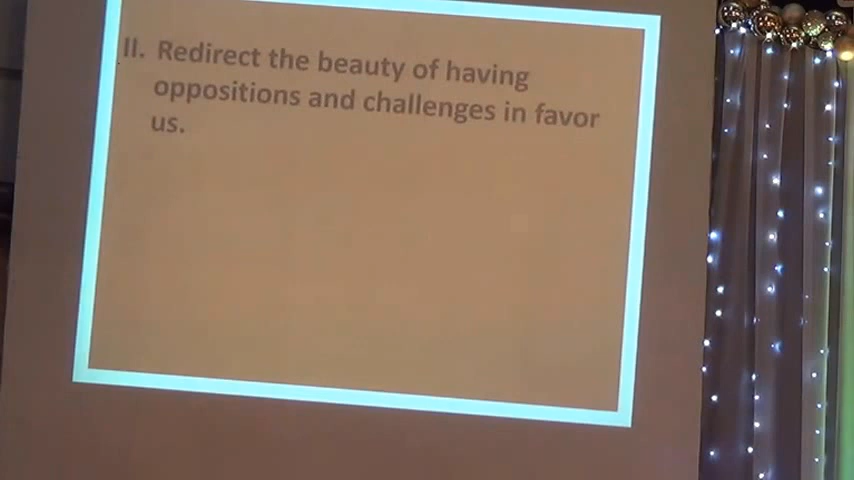 II. Redirect the beauty of having
oppositions and challenges in favor
us.